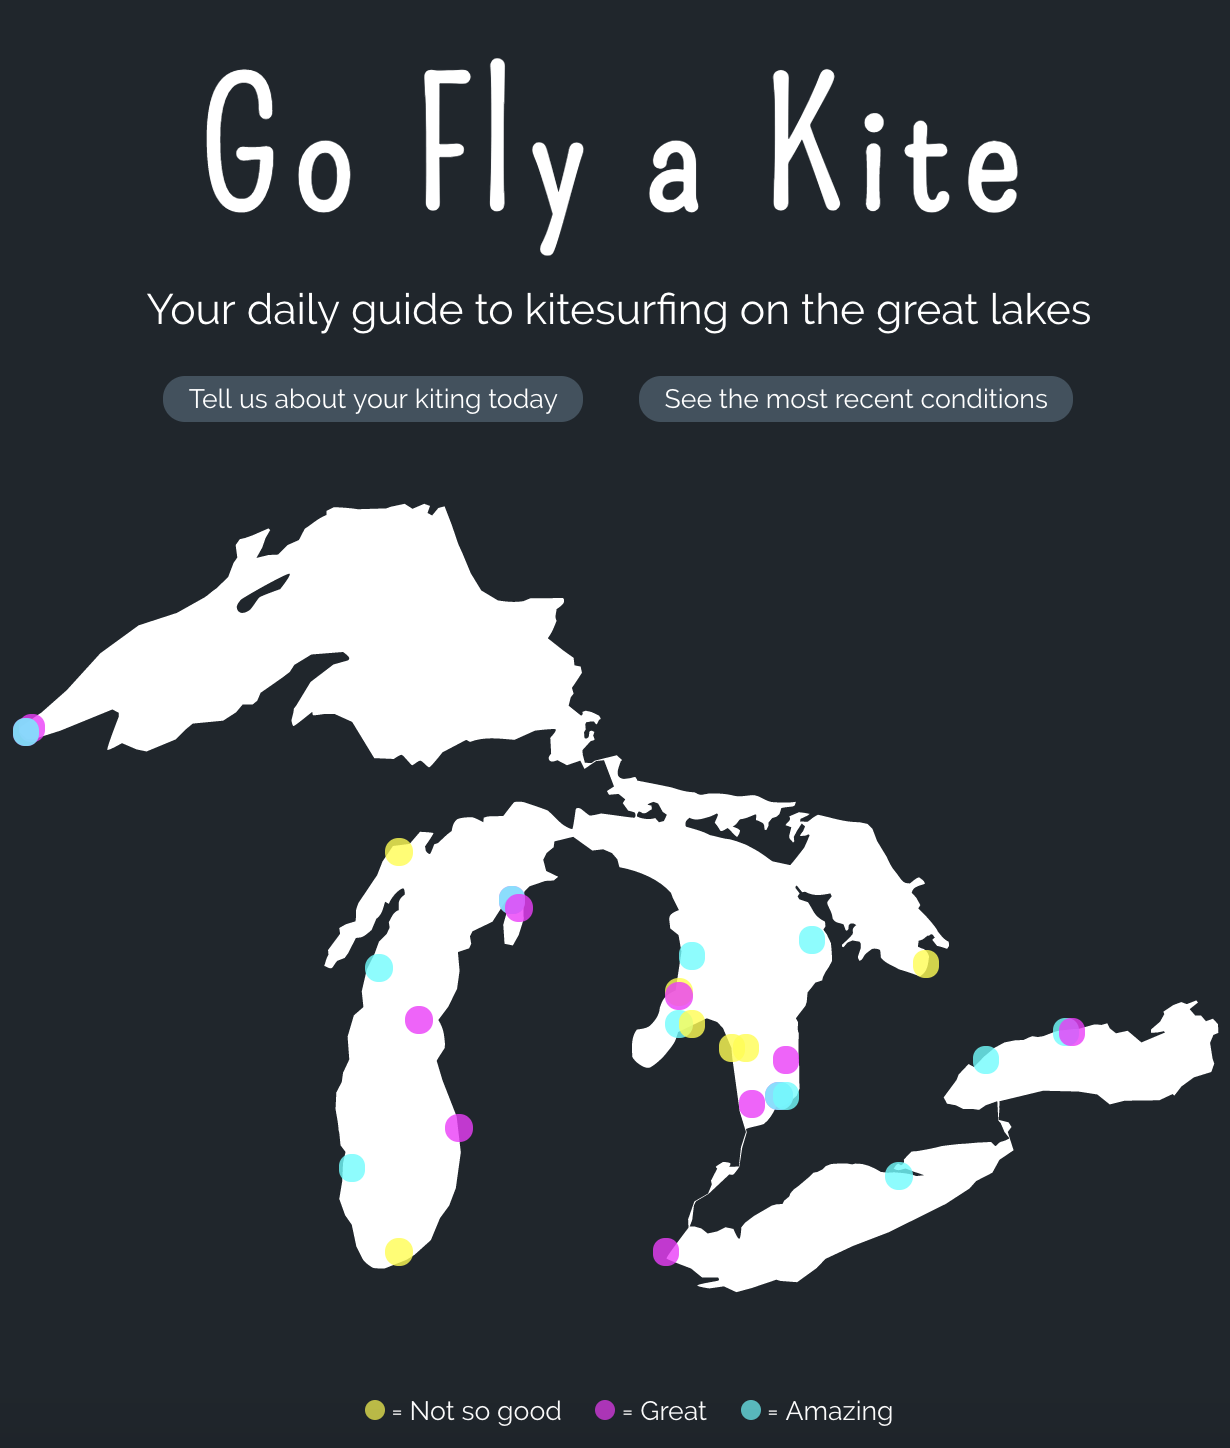 Go Fly a Kite
Your daily guide to kitesurfing on the great lakes
Tell us about your kiting today
See the most recent conditions
= Not so good = Great = Amazing